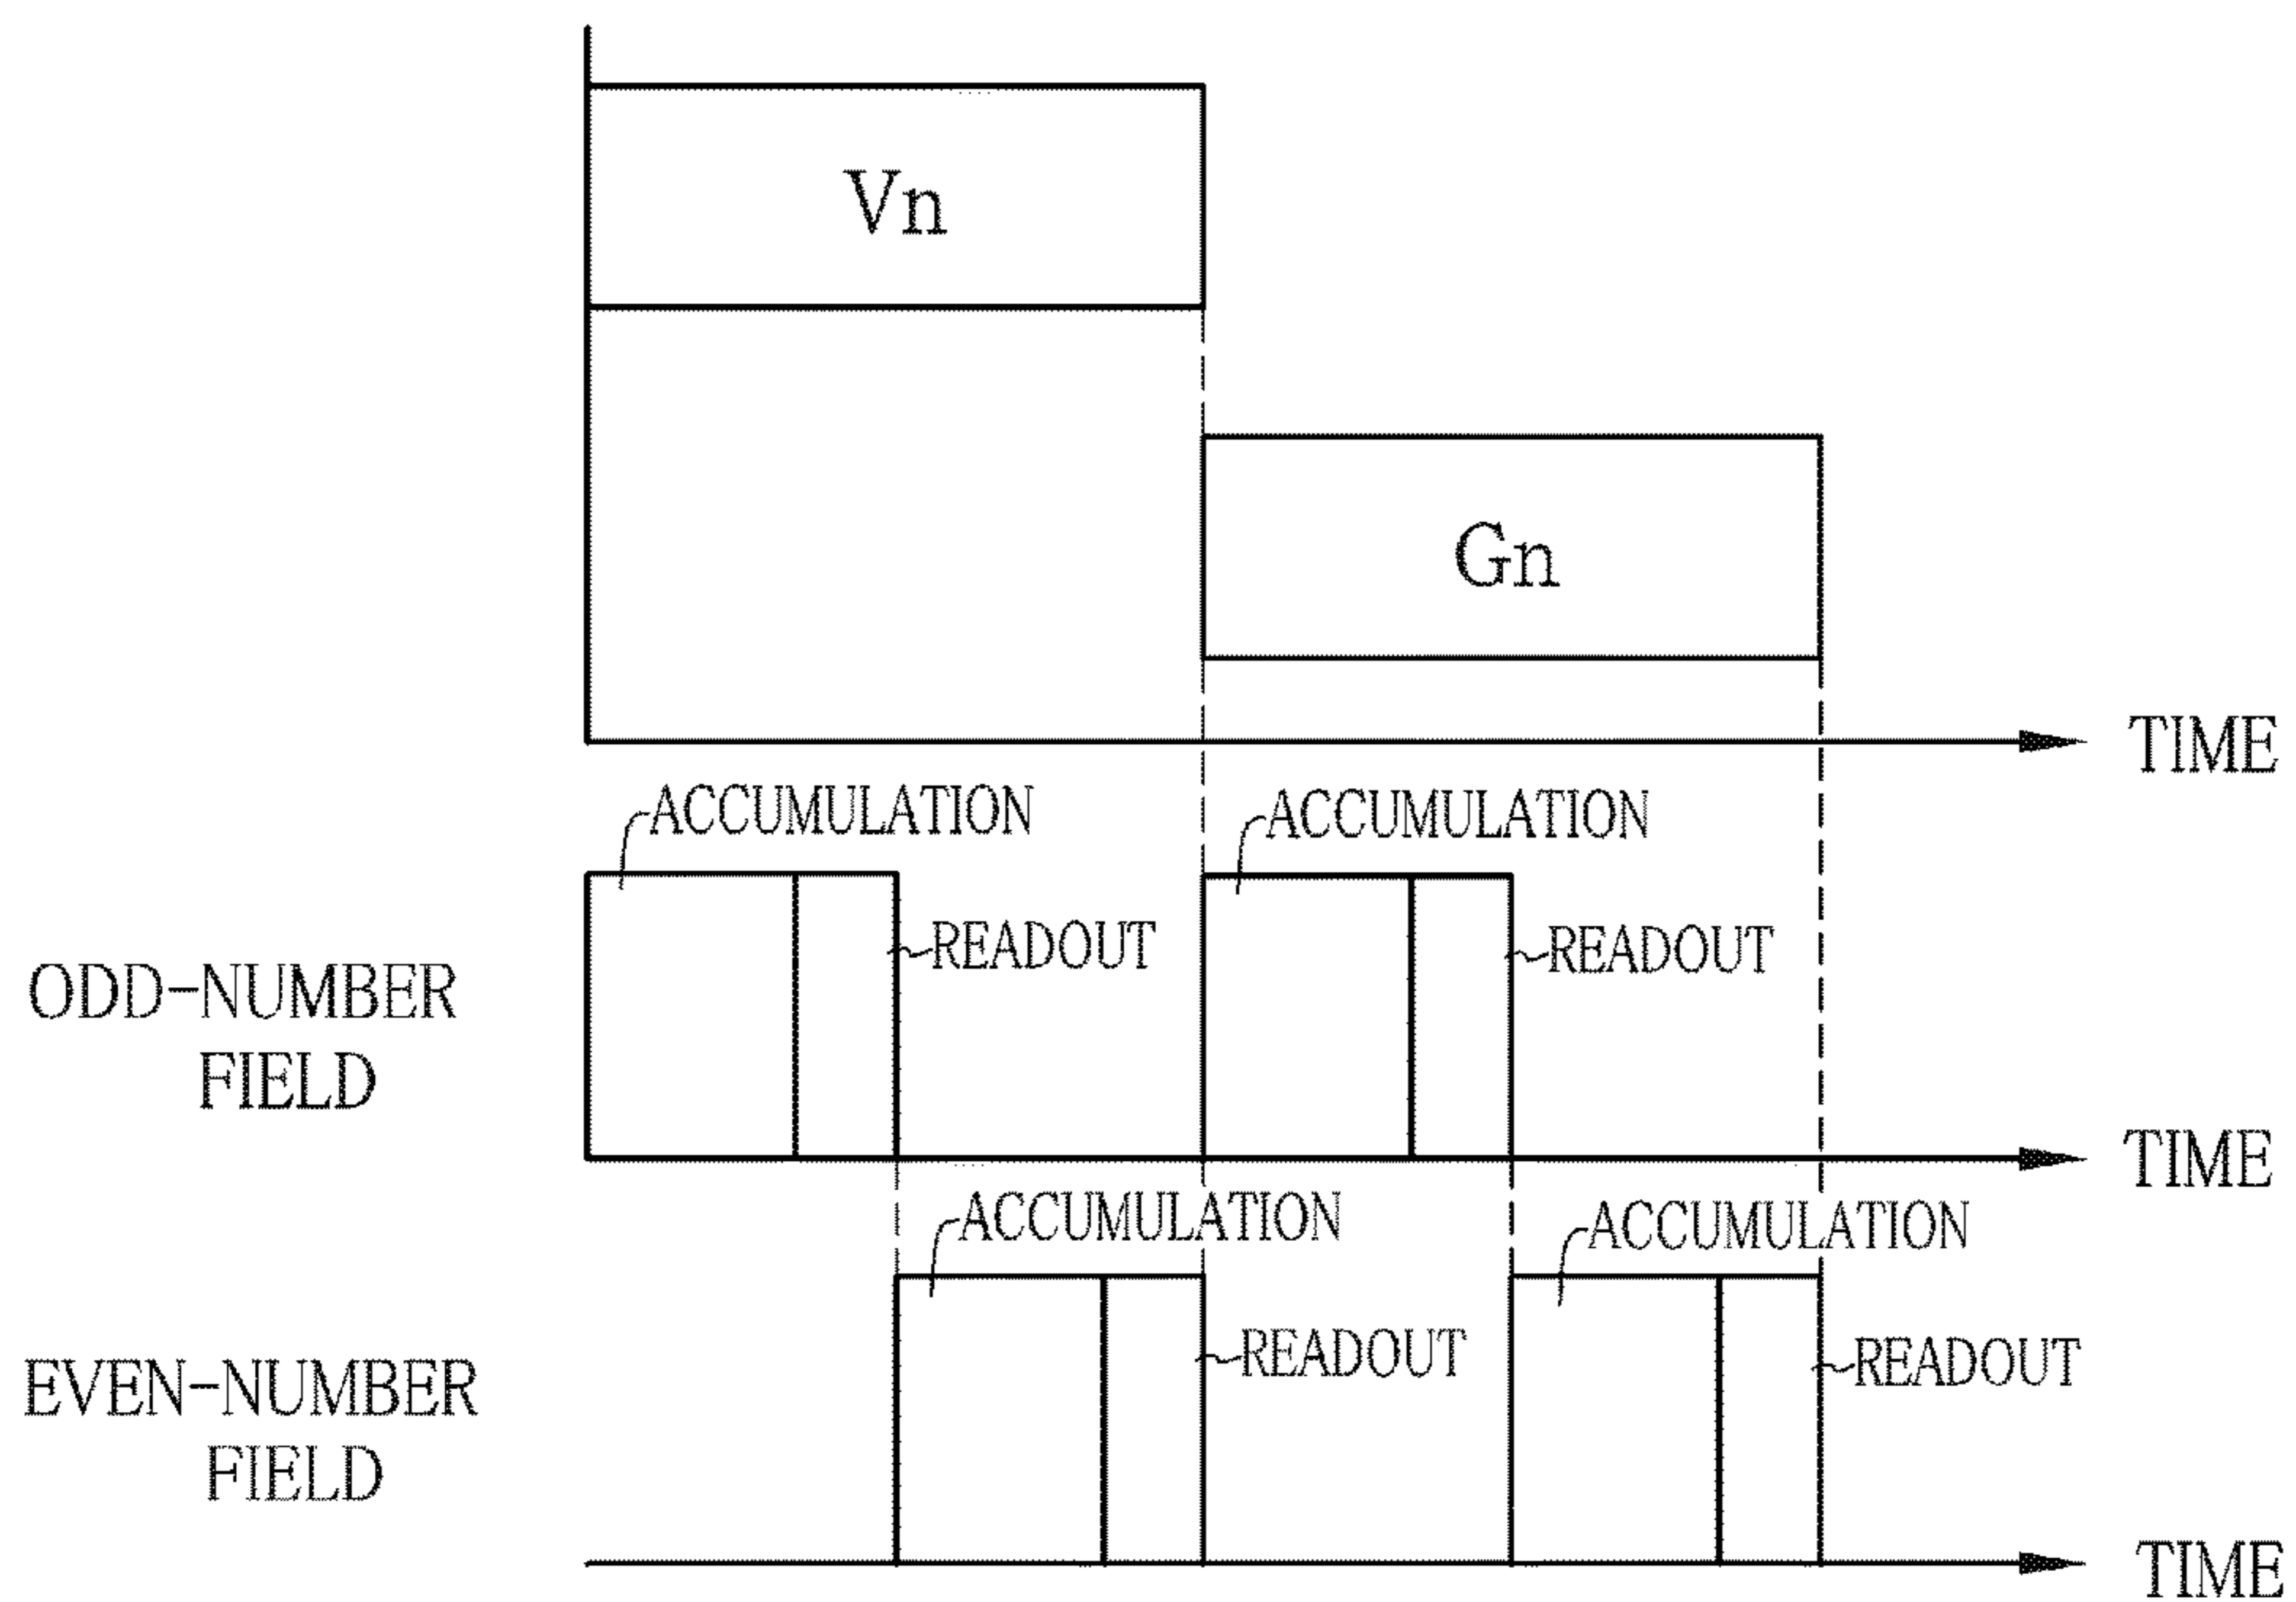 Vn
Gn
TIME
ACCUMULATION
ACCUMULATION
READOUT
READOUT
ODD-NUMBER
FIELD
TIME
ACCUMULATION
ACCUMULATION
READOUT
READOUT
EVEN-NUMBER
FIELD
TIME